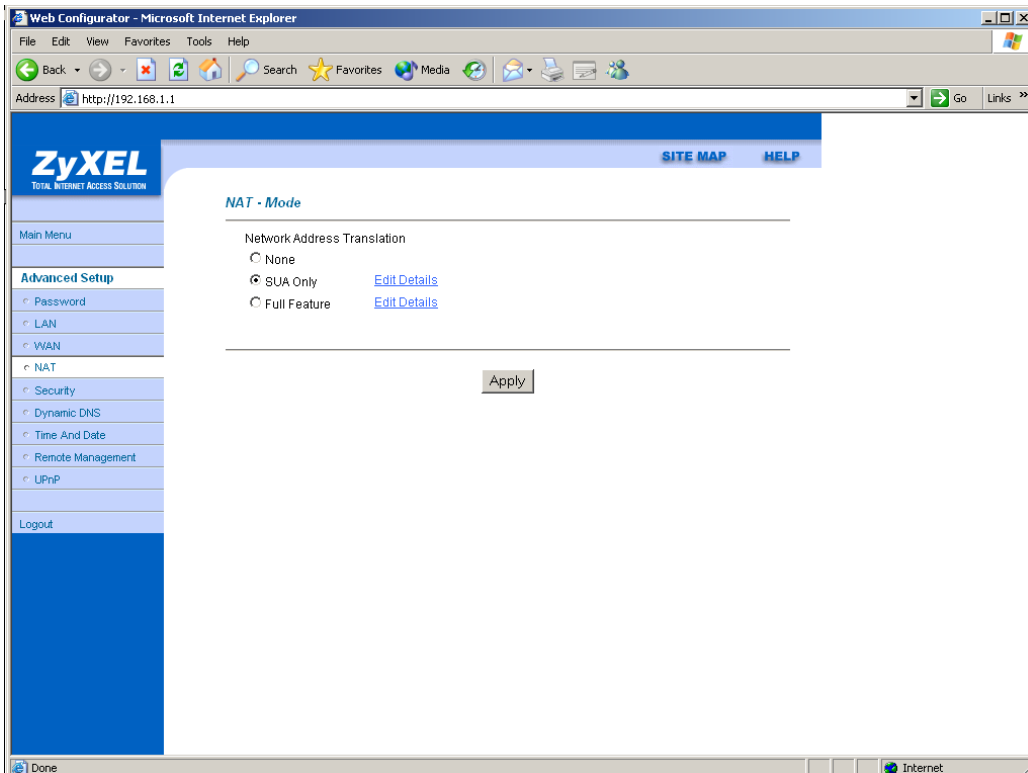 Web Configurator - Microsoft Internet Explorer
File Edit View Favorites Tools Help
Back Search Favorites Media
Address http://192.168.1.1 Go Links »
ZyXEL
TOTAL INTERNET ACCESS SOLUTION
SITE MAP HELP
Main Menu
Advanced Setup
Password
LAN
WAN
NAT
Security
Dynamic DNS
Time And Date
Remote Management
UPnP
Logout
NAT - Mode
Network Address Translation
None
SUA Only Edit Details
Full Feature Edit Details
Apply
Done Internet